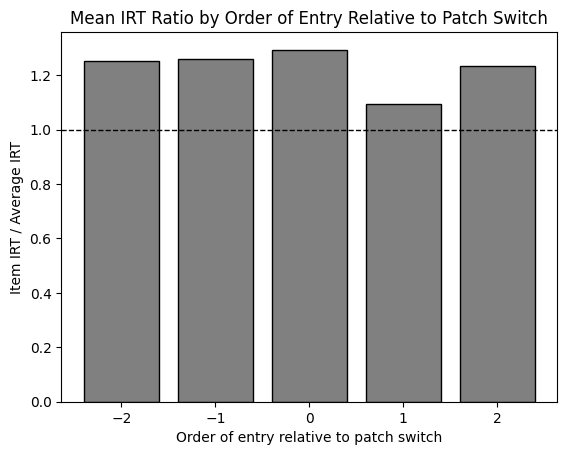 Mean IRT Ratio by Order of Entry Relative to Patch Switch
Item IRT / Average IRT
1.2
1.0
0.8
0.6
0.4
0.2
0.0
−2 −1 0 1 2
Order of entry relative to patch switch